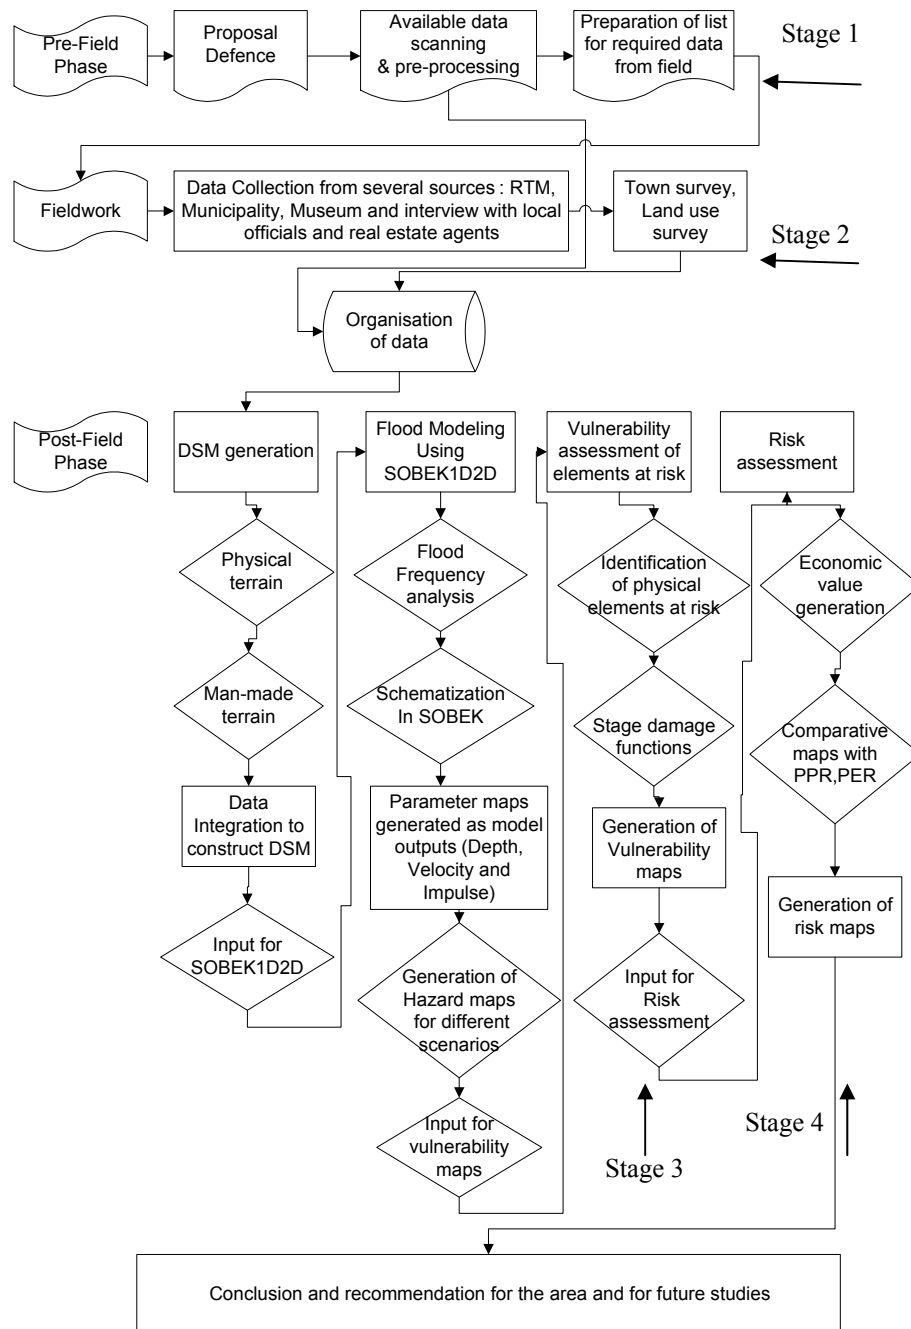 Pre-Field
Phase
Proposal
Defence
Available data
scanning
& pre-processing
Preparation of list
for required data
from field
Stage 1
Fieldwork
Data Collection from several sources : RTM,
Municipality, Museum and interview with local
officials and real estate agents
Town survey,
Land use
survey
Stage 2
Organisation
of data
Post-Field
Phase
DSM generation
Physical
terrain
Man-made
terrain
Data
Integration to
construct DSM
Input for
SOBEK1D2D
Flood Modeling
Using
SOBEK1D2D
Flood
Frequency
analysis
Schematization
In SOBEK
Parameter maps
generated as model
outputs (Depth,
Velocity and
Impulse)
Generation of
Hazard maps
for different
scenarios
Input for
vulnerability
maps
Vulnerability
assessment of
elements at risk
Identification
of physical
elements at risk
Stage damage
functions
Generation of
Vulnerability
maps
Input for
Risk
assessment
Stage 3
Risk
assessment
Economic
value
generation
Comparative
maps with
PPR,PER
Generation of
risk maps
Stage 4
Conclusion and recommendation for the area and for future studies